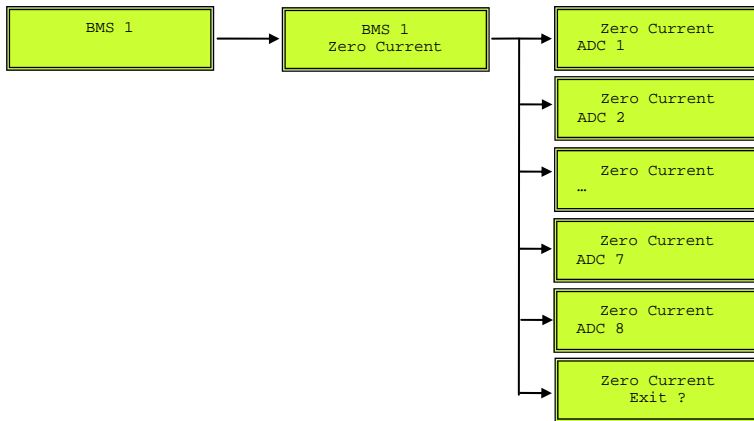 BMS 1
BMS 1
Zero Current
Zero Current
ADC 1
Zero Current
ADC 2
Zero Current
…
Zero Current
ADC 7
Zero Current
ADC 8
Zero Current
Exit ?